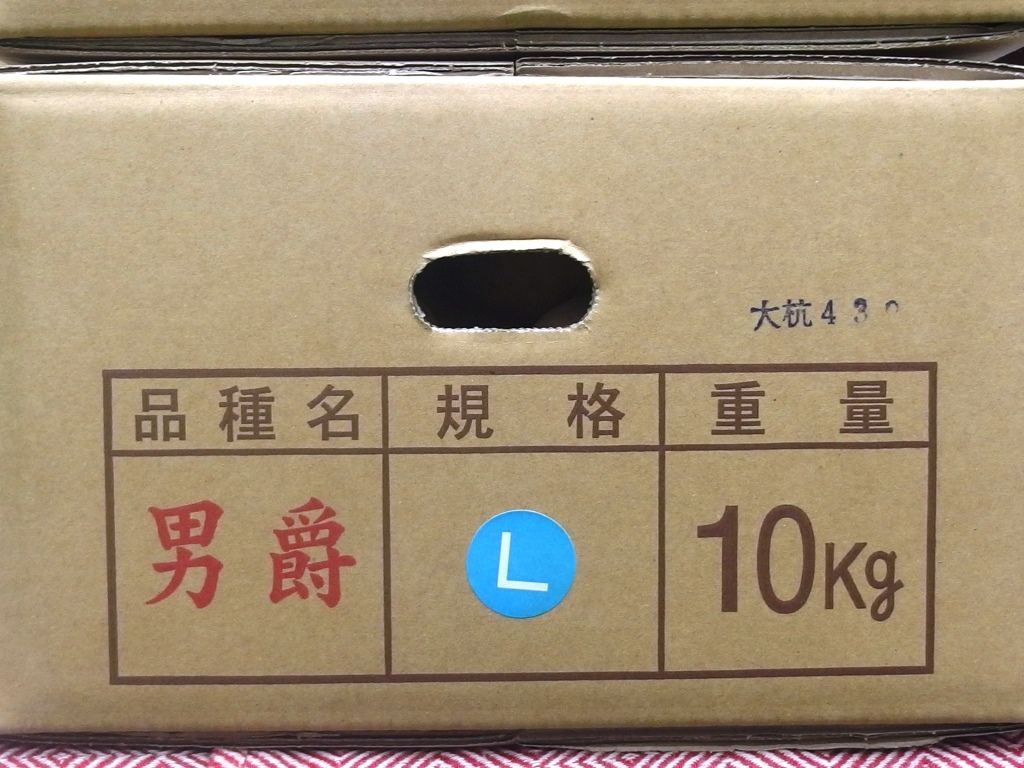 大杭43
品種名 規格 重量
男爵 L 10Kg